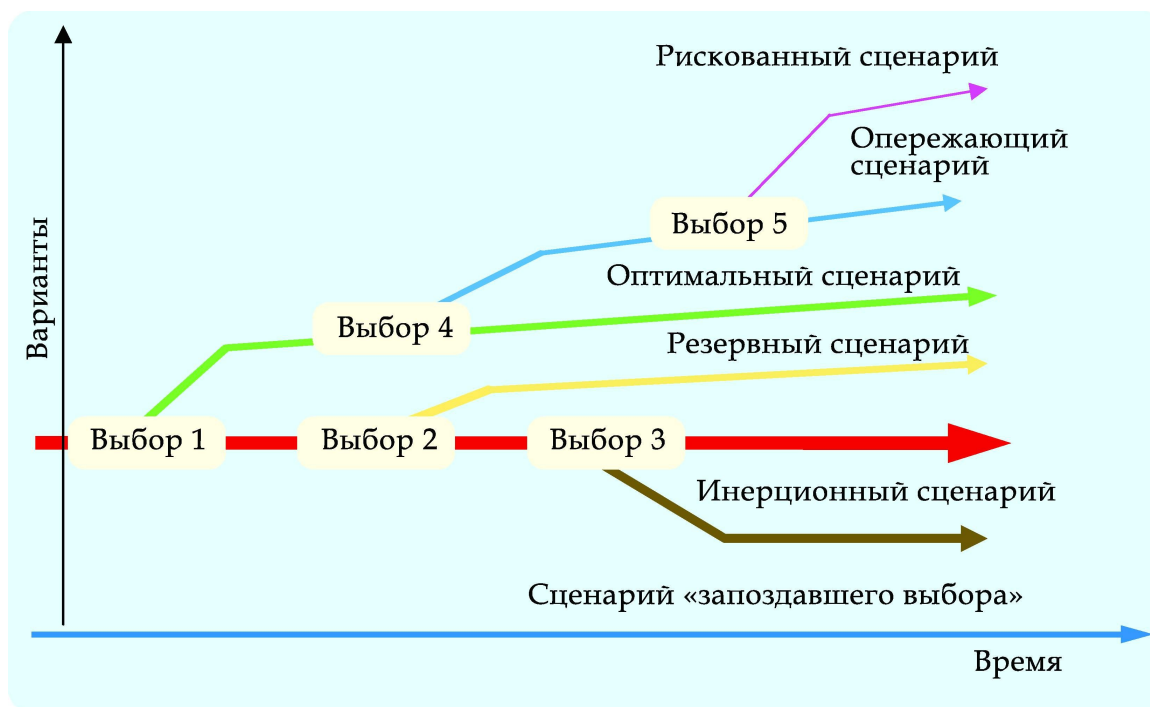 Рискованный сценарий
Опережающий
сценарий
Варианты
Выбор 5
Оптимальный сценарий
Выбор 4
Резервный сценарий
Выбор 1
Выбор 2
Выбор 3
Инерционный сценарий
Сценарий «запоздавшего выбора»
Время